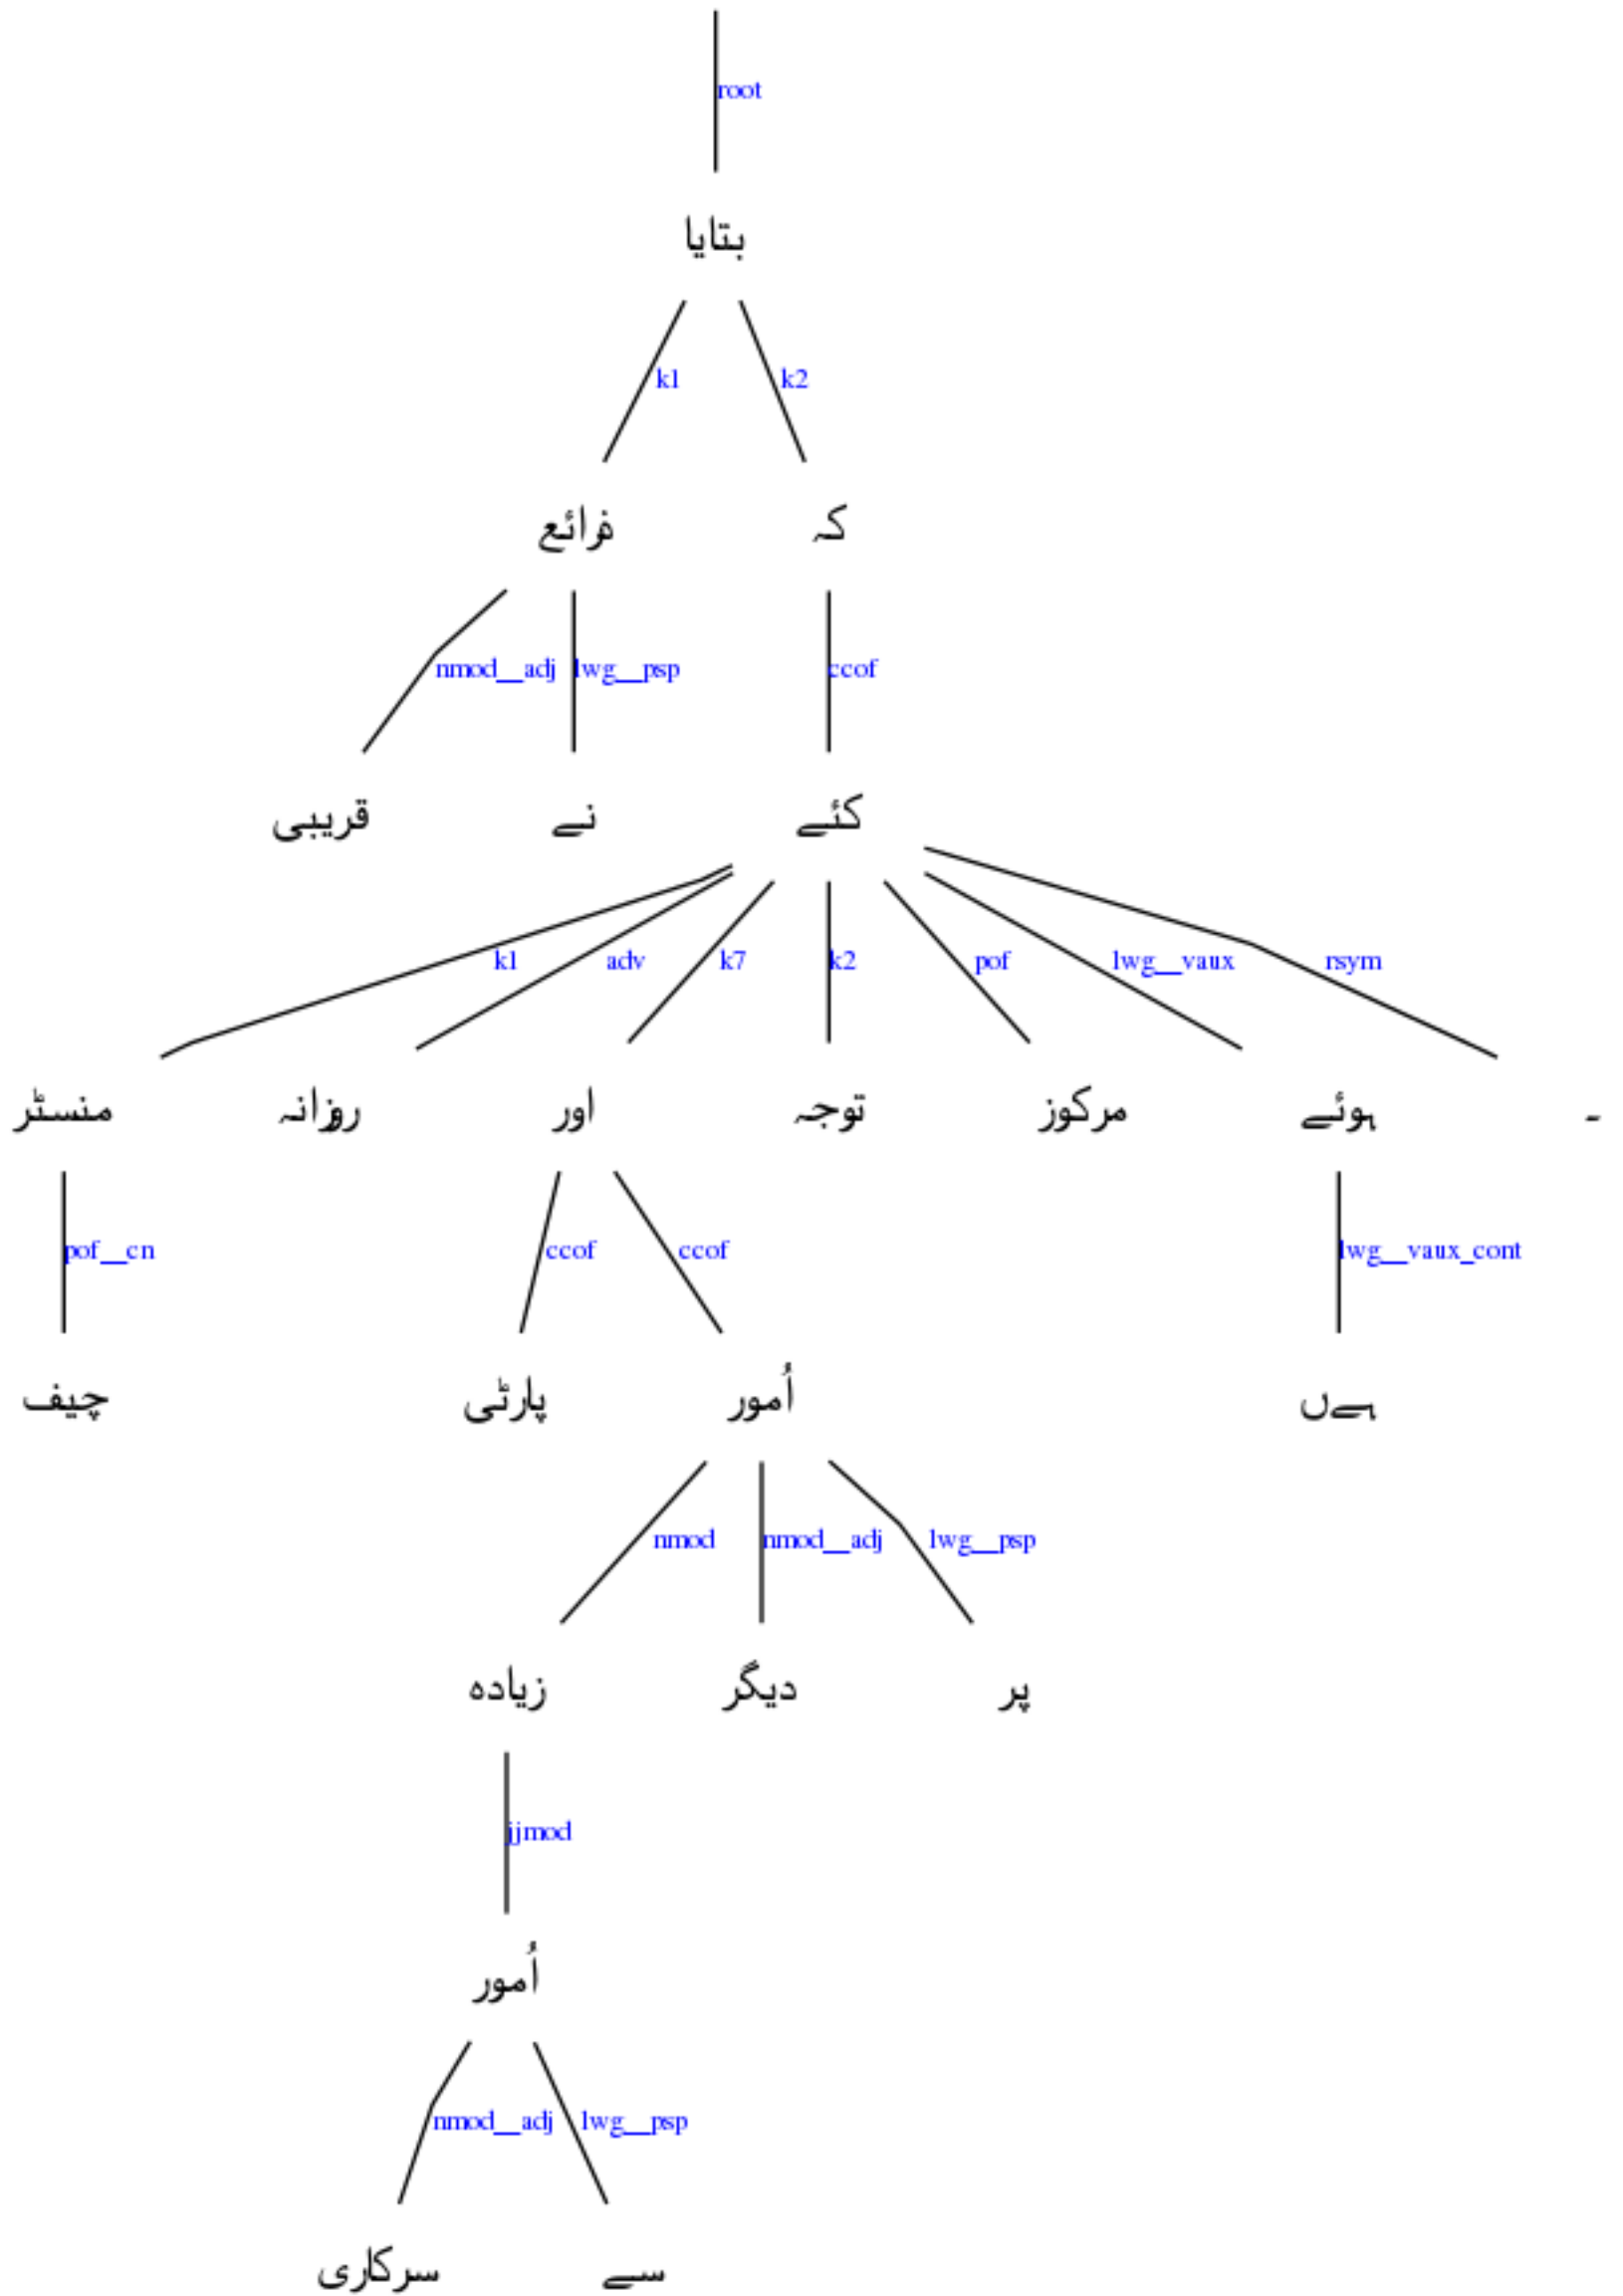 root
بتایا
k1 k2
ذرائع کہ
nmod__adj lwg__psp ccof
قریبی نے کئے
k1 adv k7 k2 pof lwg__vaux rsym
منسٹر روزانہ اور توجہ مرکوز ہوئے ۔
pof__cn ccof ccof lwg__vaux_cont
چیف پارٹی اُمور ہےں
nmod nmod__adj lwg__psp
زیادہ دیگر پر
jjmod
اُمور
nmod__adj lwg__psp
سرکاری سے